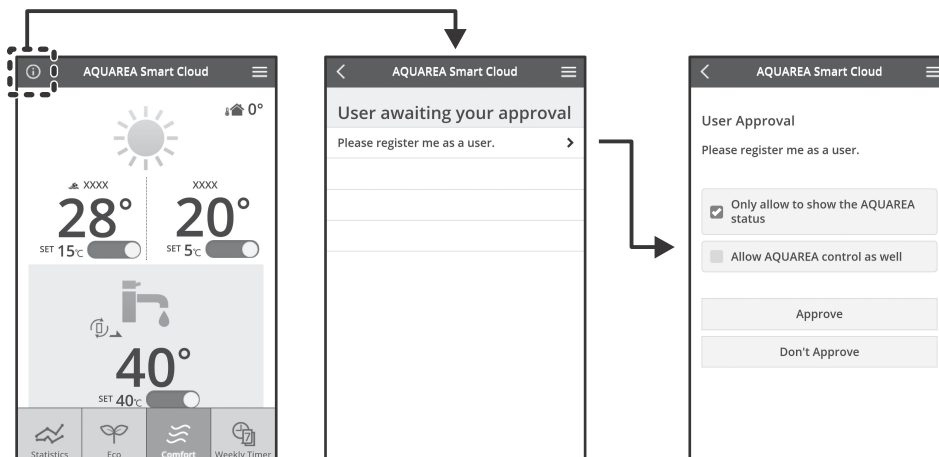 AQUAREA Smart Cloud
0°
XXXX
28°
SET 15℃
XXXX
20°
SET 5℃
40°
SET 40℃
Statistics
Eco
Comfort
7
Weekly Timer
AQUAREA Smart Cloud
User awaiting your approval
Please register me as a user.
AQUAREA Smart Cloud
User Approval
Please register me as a user.
Only allow to show the AQUAREA
status
Allow AQUAREA control as well
Approve
Don't Approve